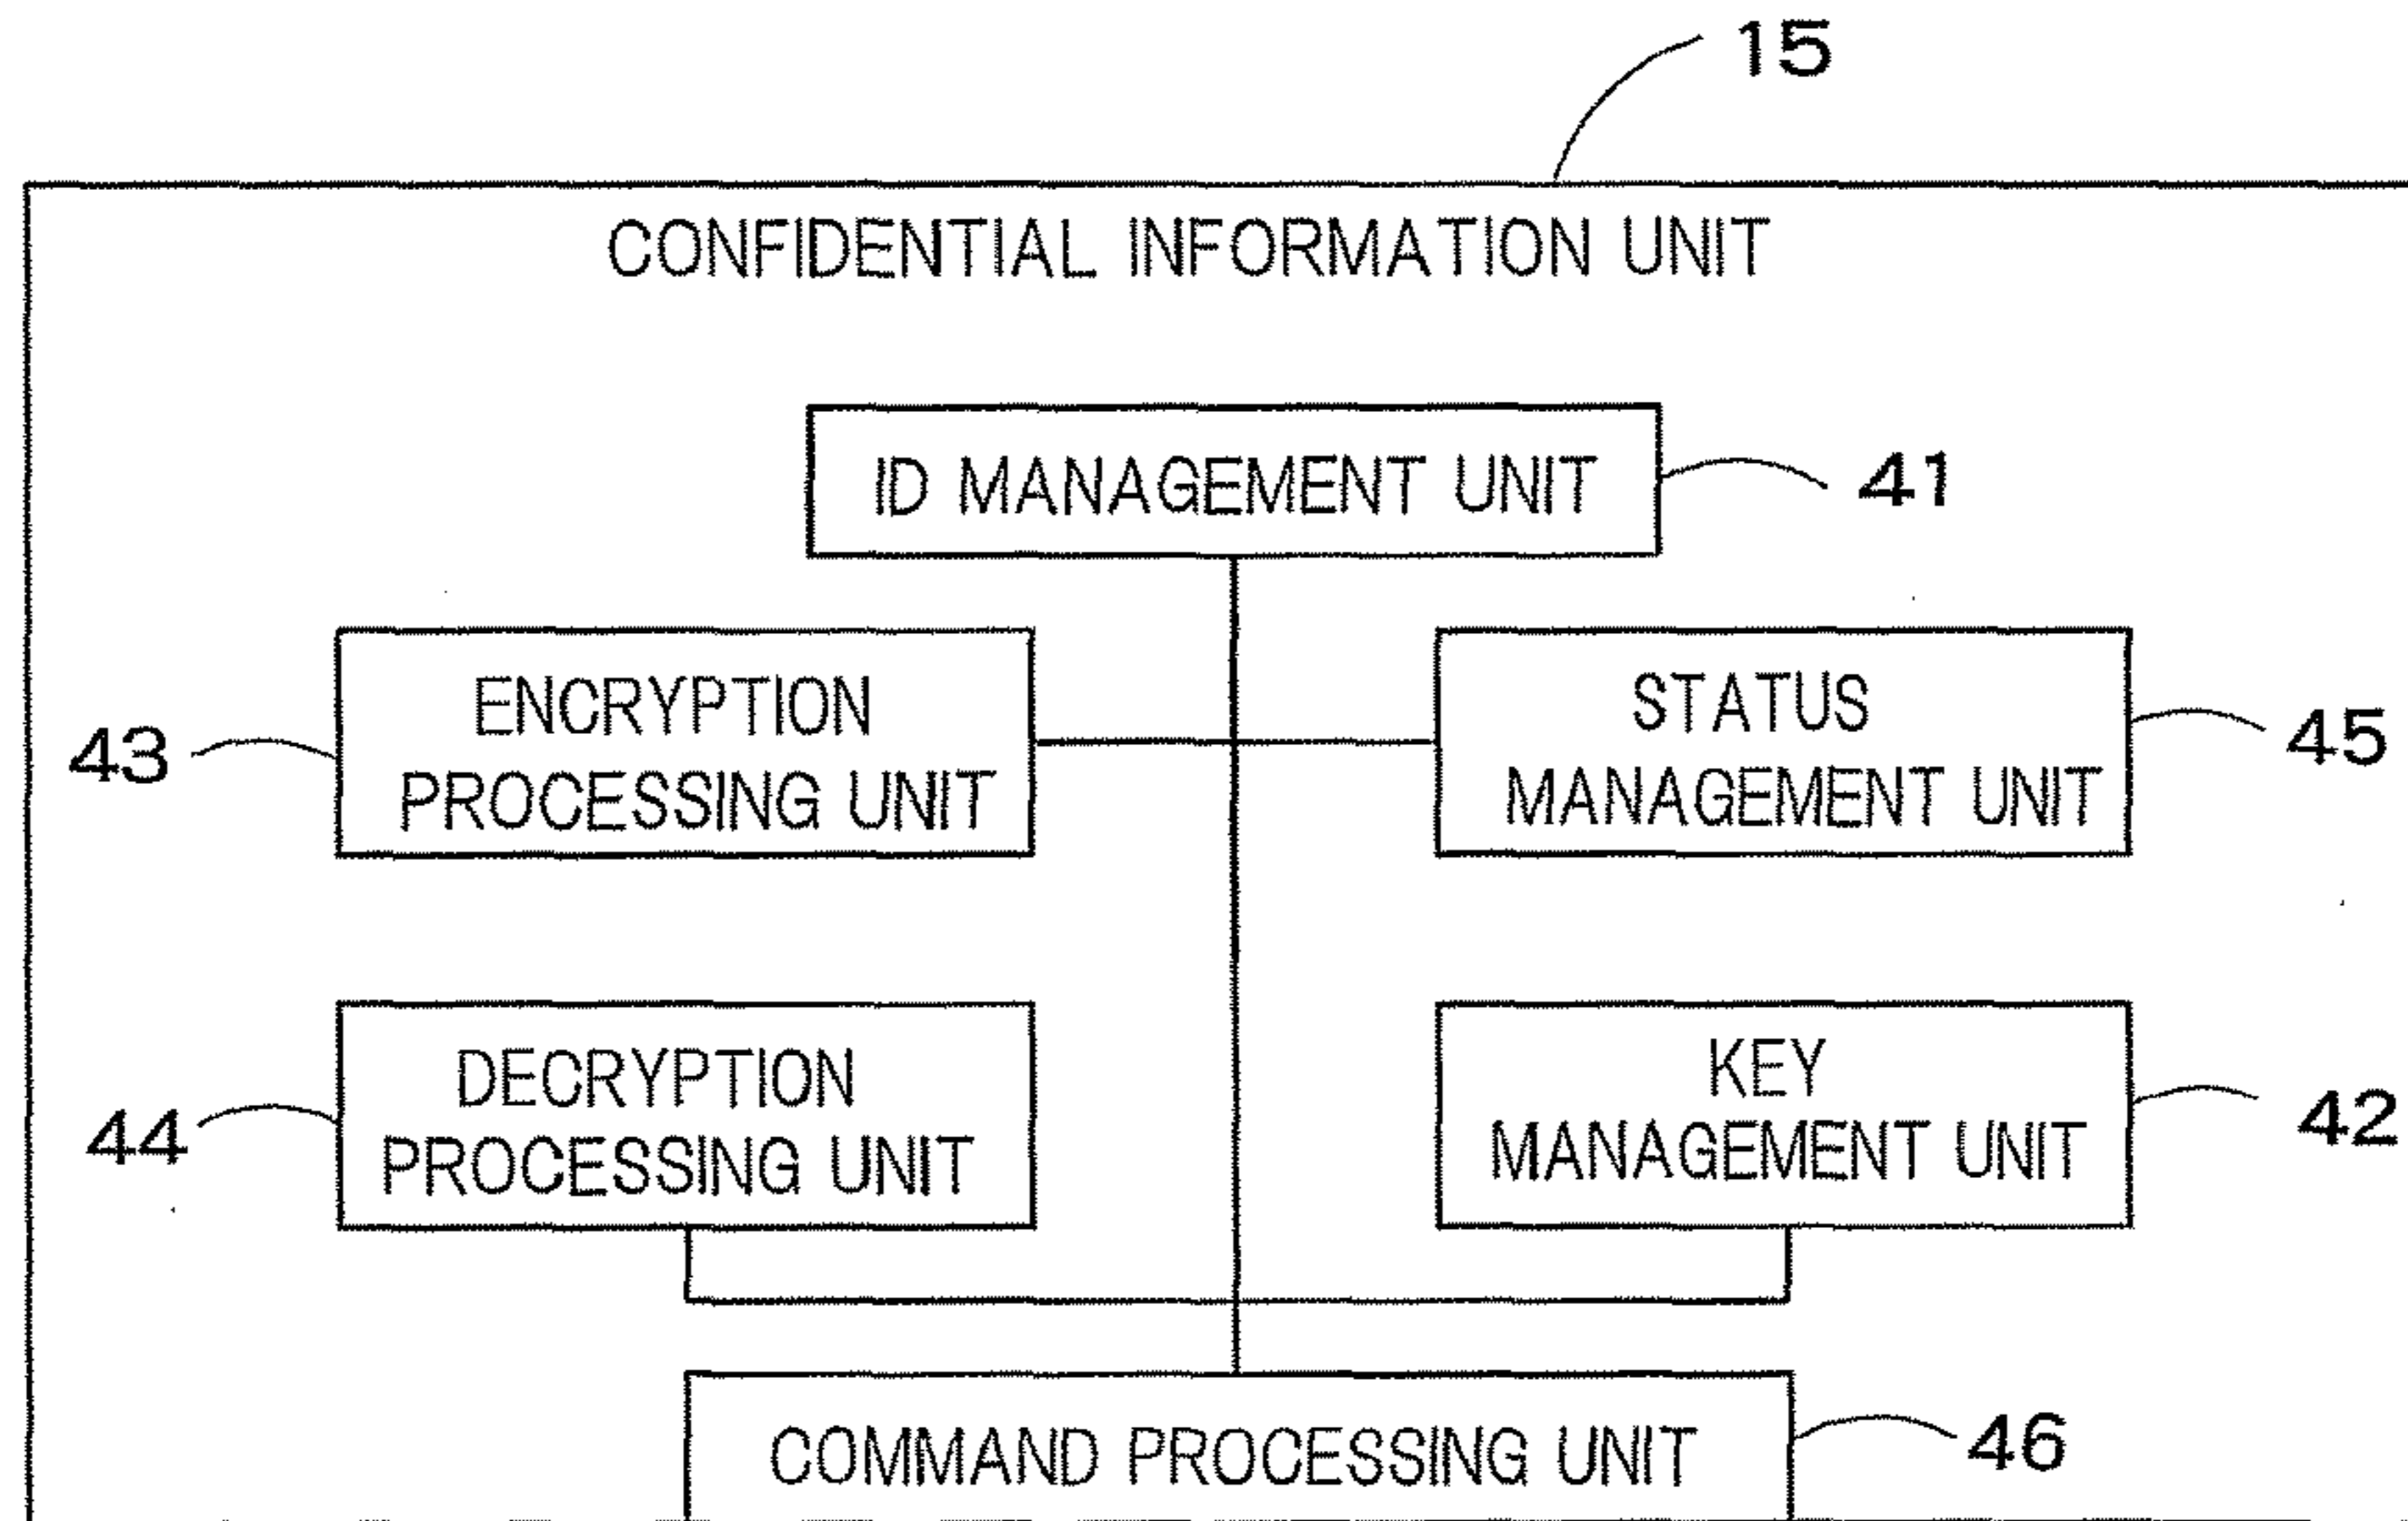 15
CONFIDENTIAL INFORMATION UNIT
ID MANAGEMENT UNIT
41
43
ENCRYPTION
PROCESSING UNIT
STATUS
MANAGEMENT UNIT
45
44
DECRYPTION
PROCESSING UNIT
KEY
MANAGEMENT UNIT
42
COMMAND PROCESSING UNIT
46